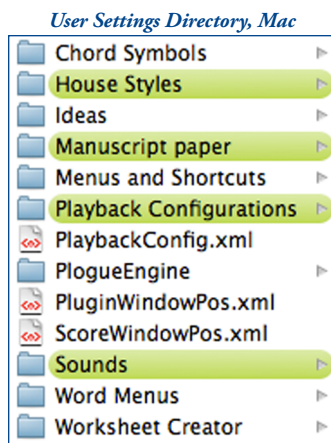 User Settings Directory, Mac
Chord Symbols
House Styles
Ideas
Manuscript paper
Menus and Shortcuts
Playback Configurations
PlaybackConfig.xml
PlogueEngine
PluginWindowPos.xml
ScoreWindowPos.xml
Sounds
Word Menus
Worksheet Creator